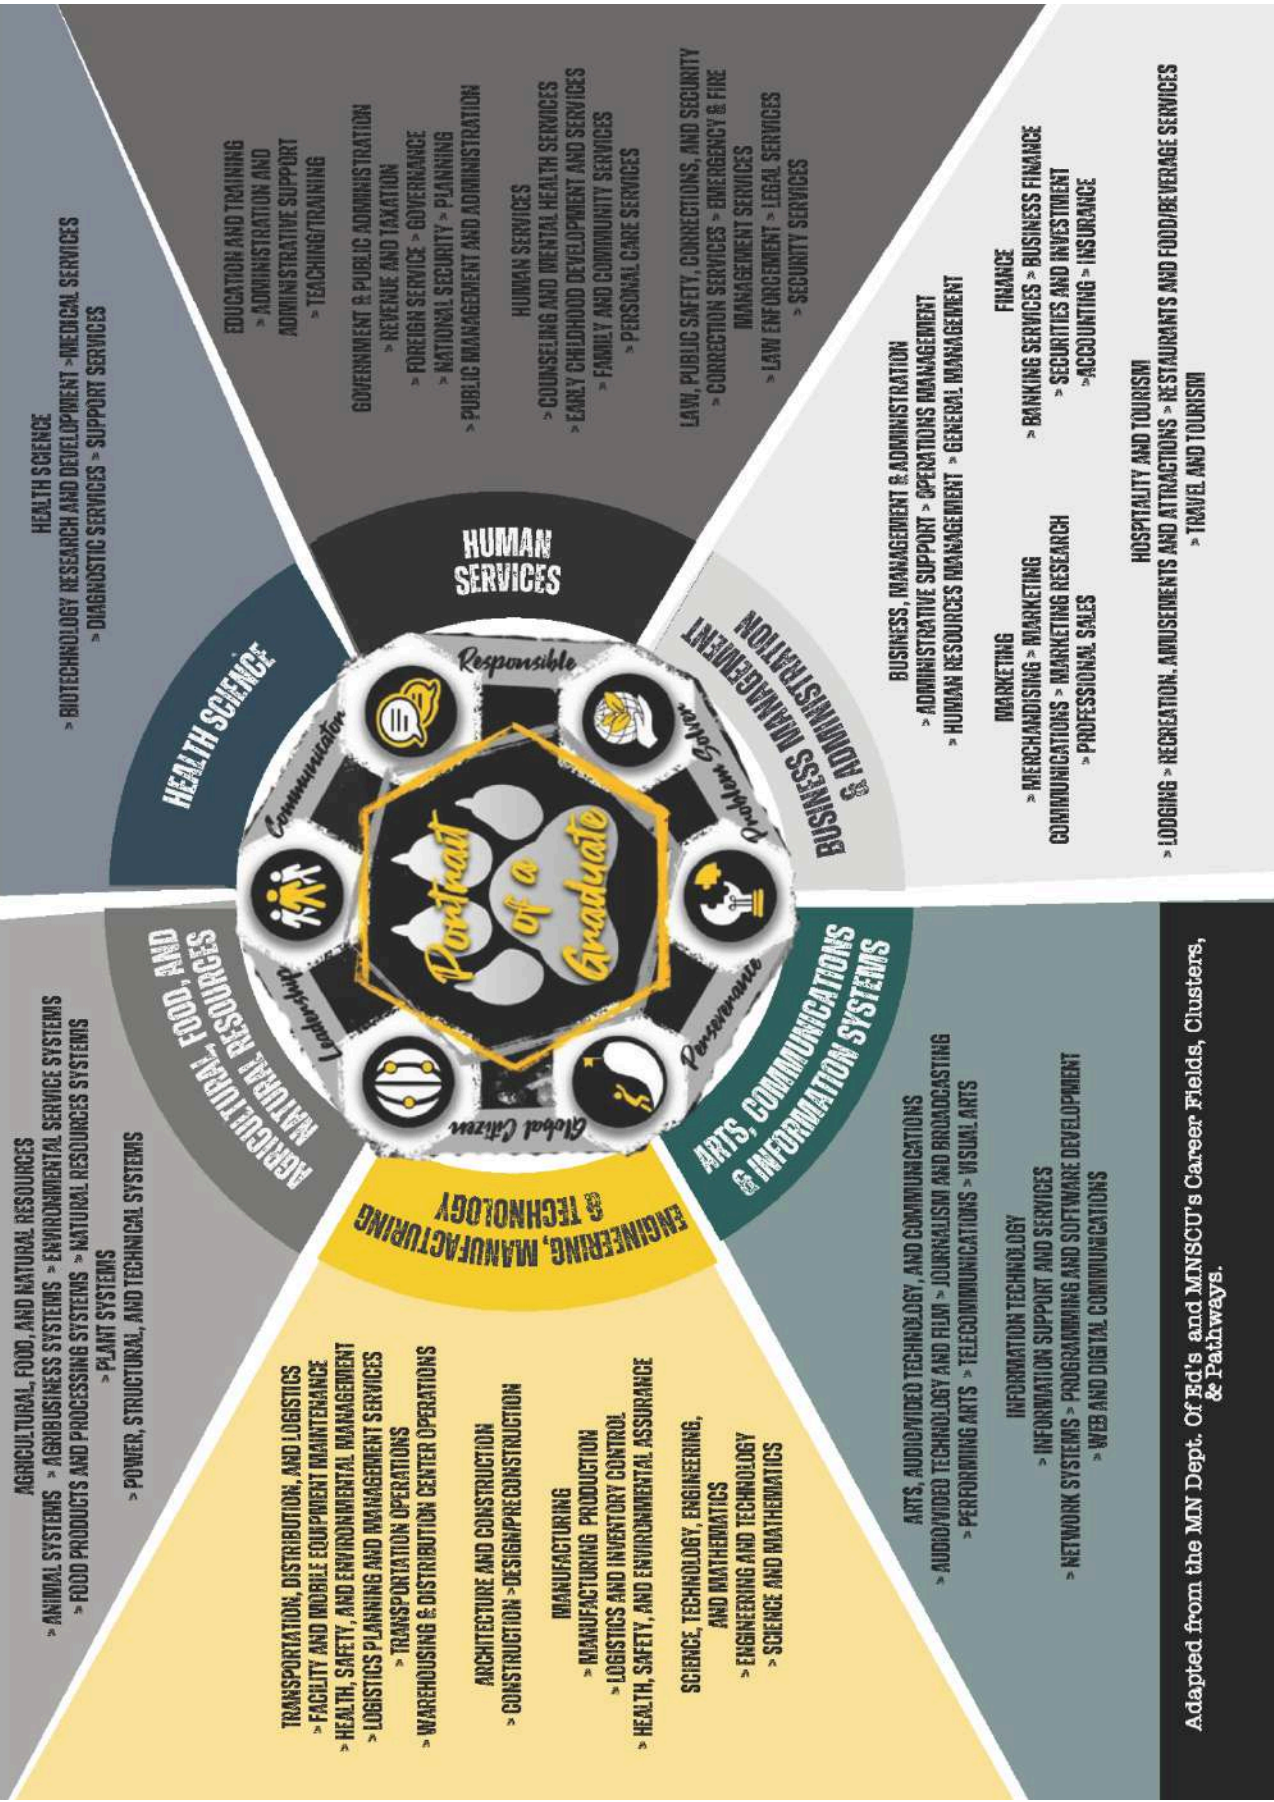 AGRICULTURAL, FOOD, AND NATURAL RESOURCES
» ANIMAL SYSTEMS » AGRIBUSINESS SYSTEMS » ENVIRONMENTAL SERVICE SYSTEMS
» FOOD PRODUCTS AND PROCESSING SYSTEMS » NATURAL RESOURCES SYSTEMS
» PLANT SYSTEMS
» POWER, STRUCTURAL, AND TECHNICAL SYSTEMS
HEALTH SCIENCE
» BIOTECHNOLOGY RESEARCH AND DEVELOPMENT » MEDICAL SERVICES
» DIAGNOSTIC SERVICES » SUPPORT SERVICES
AGRICULTURAL, FOOD, AND
NATURAL RESOURCES
HEALTH SCIENCE
TRANSPORTATION, DISTRIBUTION, AND LOGISTICS
» FACILITY AND MOBILE EQUIPMENT MAINTENANCE
» HEALTH, SAFETY, AND ENVIRONMENTAL MANAGEMENT
» LOGISTICS PLANNING AND MANAGEMENT SERVICES
» TRANSPORTATION OPERATIONS
» WAREHOUSING & DISTRIBUTION CENTER OPERATIONS
ARCHITECTURE AND CONSTRUCTION
» CONSTRUCTION » DESIGN/PRECONSTRUCTION
MANUFACTURING
» MANUFACTURING PRODUCTION
» LOGISTICS AND INVENTORY CONTROL
» HEALTH, SAFETY, AND ENVIRONMENTAL ASSURANCE
SCIENCE, TECHNOLOGY, ENGINEERING,
AND MATHEMATICS
» ENGINEERING AND TECHNOLOGY
» SCIENCE AND MATHEMATICS
ENGINEERING, MANUFACTURING
& TECHNOLOGY
Leadership
Communicator
Global Citizen
Portrait
of a
Graduate
Responsible
Perseverance
Problem Solver
HUMAN
SERVICES
EDUCATION AND TRAINING
» ADMINISTRATION AND
ADMINISTRATIVE SUPPORT
» TEACHING/TRAINING
GOVERNMENT & PUBLIC ADMINISTRATION
» REVENUE AND TAXATION
» FOREIGN SERVICE » GOVERNANCE
» NATIONAL SECURITY » PLANNING
» PUBLIC MANAGEMENT AND ADMINISTRATION
HUMAN SERVICES
» COUNSELING AND MENTAL HEALTH SERVICES
» EARLY CHILDHOOD DEVELOPMENT AND SERVICES
» FAMILY AND COMMUNITY SERVICES
» PERSONAL CARE SERVICES
LAW, PUBLIC SAFETY, CORRECTIONS, AND SECURITY
» CORRECTION SERVICES » EMERGENCY & FIRE
MANAGEMENT SERVICES
» LAW ENFORCEMENT » LEGAL SERVICES
» SECURITY SERVICES
ARTS, COMMUNICATIONS
& INFORMATION SYSTEMS
BUSINESS MANAGEMENT
& ADMINISTRATION
ARTS, AUDIO/VIDEO TECHNOLOGY, AND COMMUNICATIONS
» AUDIO/VIDEO TECHNOLOGY AND FILM » JOURNALISM AND BROADCASTING
» PERFORMING ARTS » TELECOMMUNICATIONS » VISUAL ARTS
INFORMATION TECHNOLOGY
» INFORMATION SUPPORT AND SERVICES
» NETWORK SYSTEMS » PROGRAMMING AND SOFTWARE DEVELOPMENT
» WEB AND DIGITAL COMMUNICATIONS
BUSINESS, MANAGEMENT & ADMINISTRATION
» ADMINISTRATIVE SUPPORT » OPERATIONS MANAGEMENT
» HUMAN RESOURCES MANAGEMENT » GENERAL MANAGEMENT
MARKETING
» MERCHANDISING » MARKETING
COMMUNICATIONS » MARKETING RESEARCH
» PROFESSIONAL SALES
FINANCE
» BANKING SERVICES » BUSINESS FINANCE
» SECURITIES AND INVESTMENT
» ACCOUNTING » INSURANCE
HOSPITALITY AND TOURISM
» LODGING » RECREATION, AMUSEMENTS AND ATTRACTIONS » RESTAURANTS AND FOOD/BEVERAGE SERVICES
» TRAVEL AND TOURISM
Adapted from the MN Dept. Of Ed's and MNSCU's Career Fields, Clusters,
& Pathways.